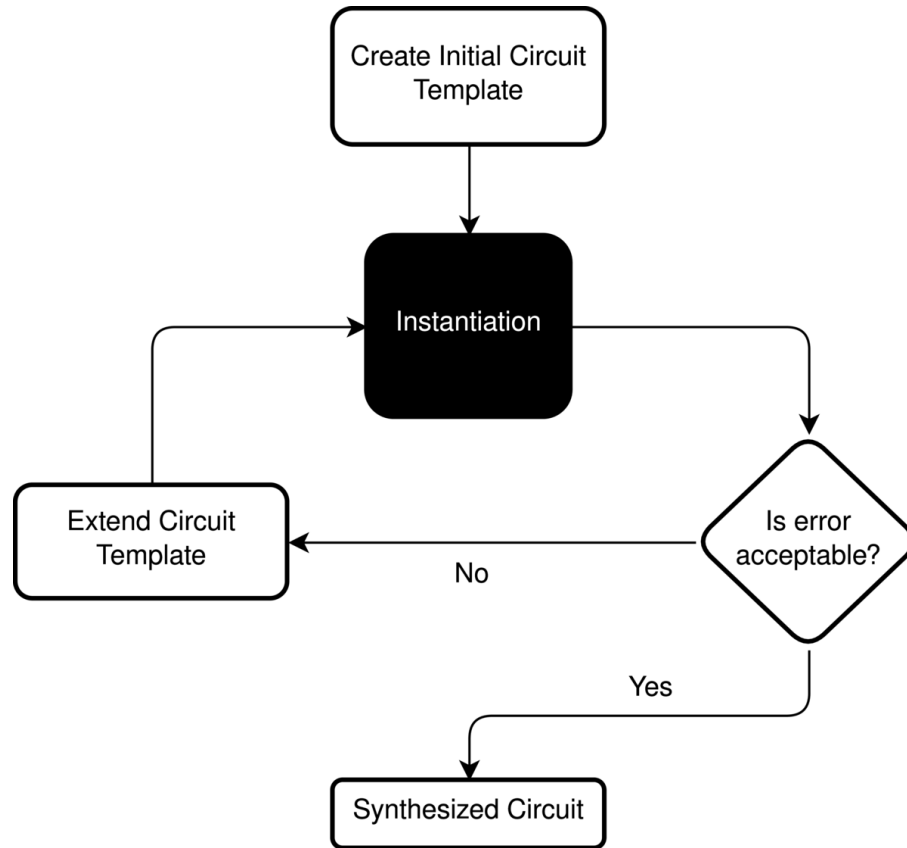 Create Initial Circuit
Template
Instantiation
Extend Circuit
Template
Is error
acceptable?
No
Yes
Synthesized Circuit